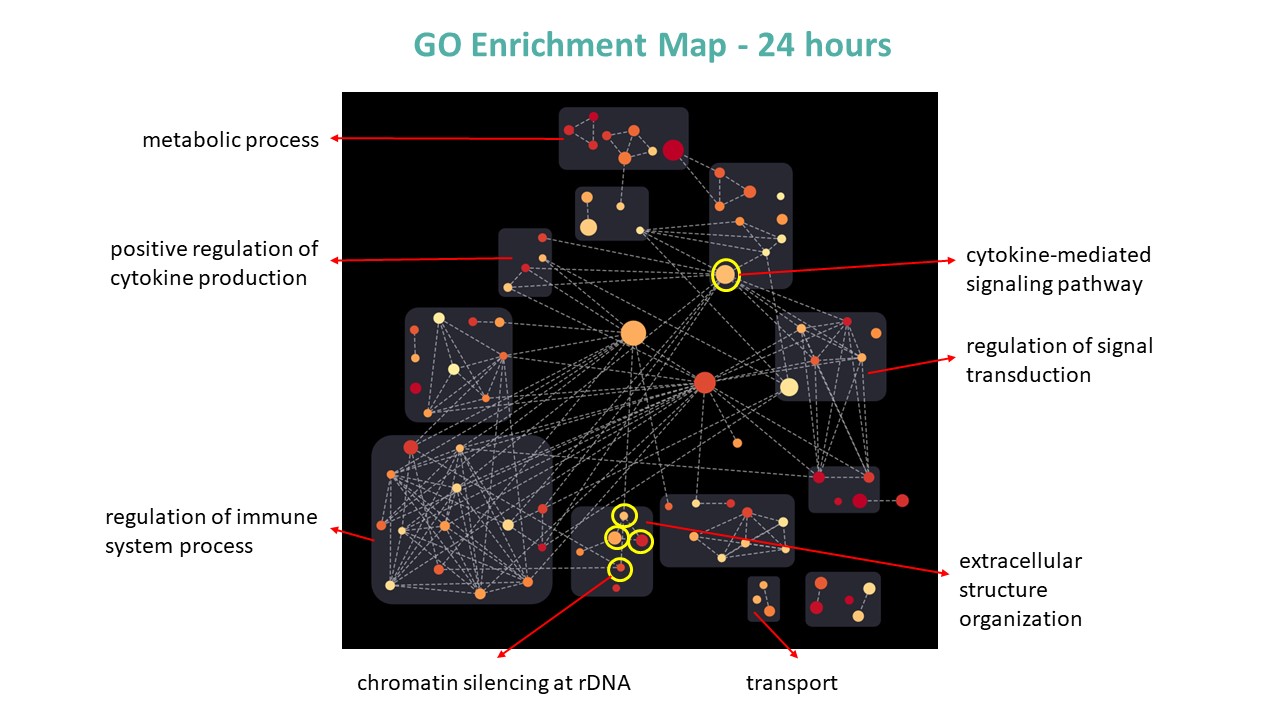 GO Enrichment Map - 24 hours
metabolic process
positive regulation of
cytokine production
cytokine-mediated
signaling pathway
regulation of signal
transduction
regulation of immune
system process
extracellular
structure
organization
chromatin silencing at rDNA
transport